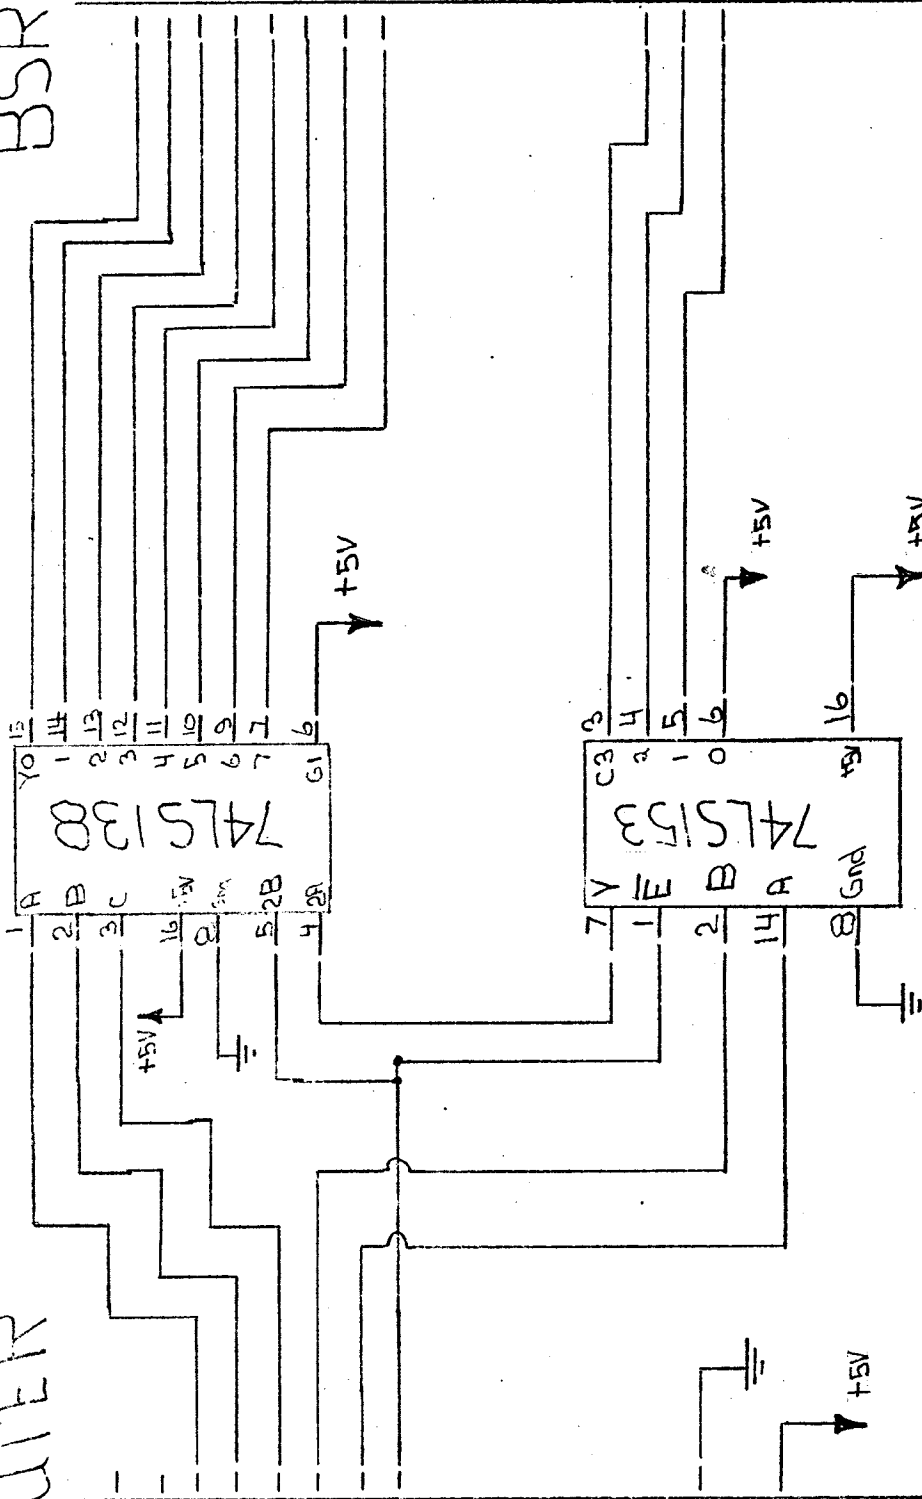 BSR
UTER
1 A
2 B
3 C
16 +5V
8 Gnd
5 2B
4 2A
74LS138
Y0 15
1 14
2 13
3 12
4 11
5 10
6 9
7 7
G1 6
+5V
+5V
7 Y
1 E̅
2 B
14 A
8 Gnd
74LS153
C3 3
2 4
1 5
0 6
+5V 16
+5V
+5V
+5V